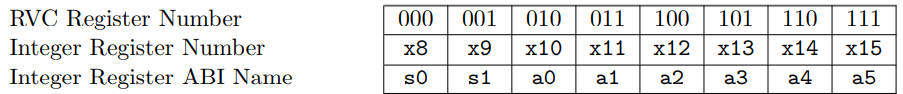 RVC Register Number 000 001 010 011 100 101 110 111
Integer Register Number x8 x9 x10 x11 x12 x13 x14 x15
Integer Register ABI Name s0 s1 a0 a1 a2 a3 a4 a5